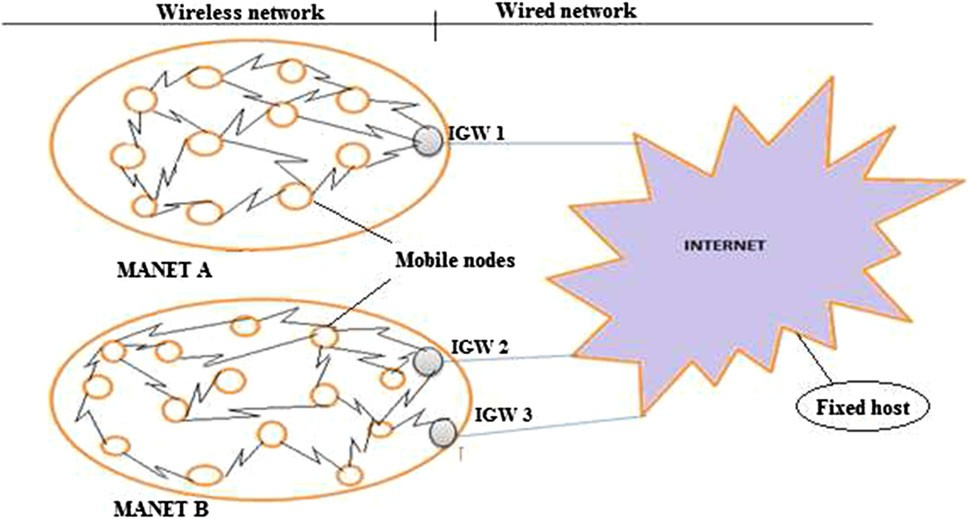 Wireless network
Wired network
IGW 1
INTERNET
Mobile nodes
MANET A
IGW 2
Fixed host
IGW 3
MANET B